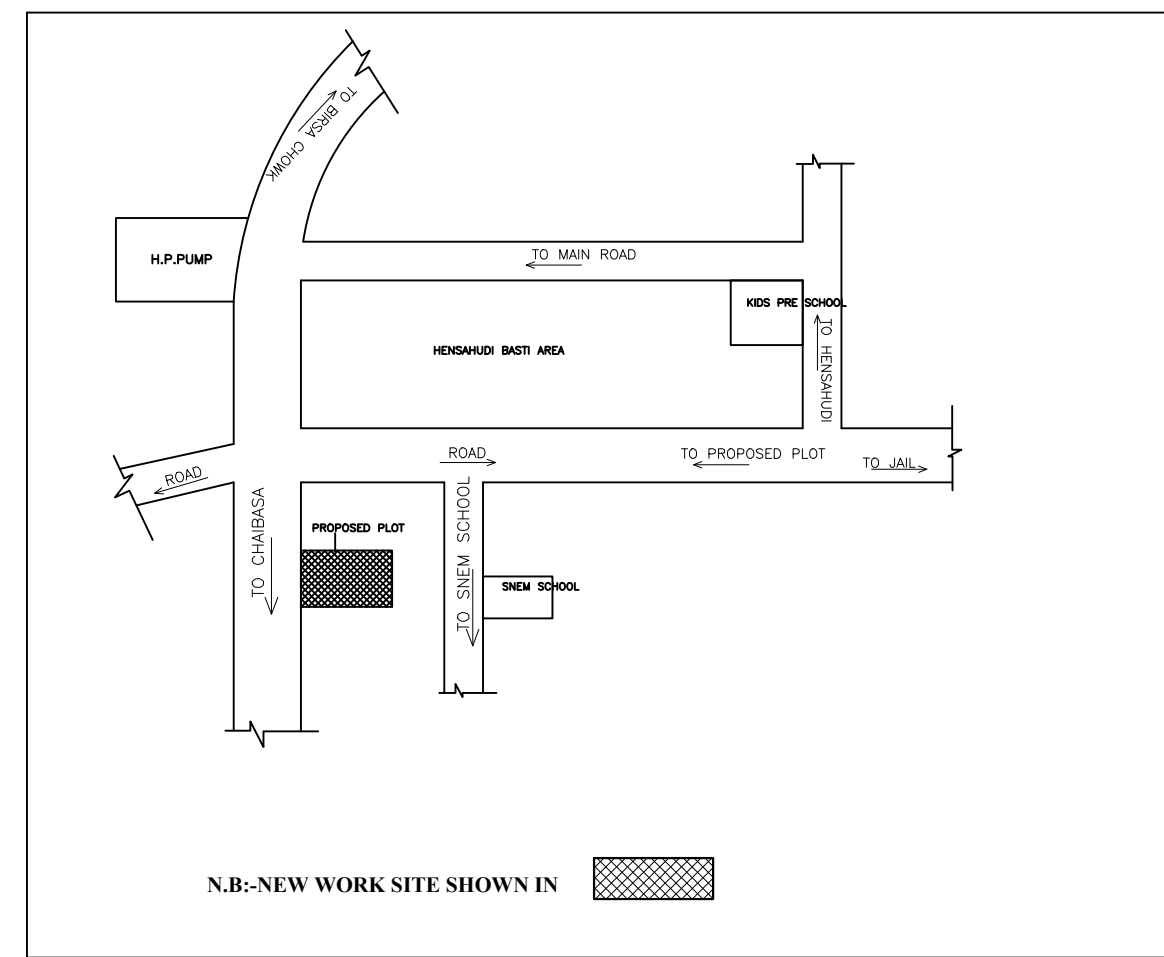 TO BIRSA CHOWK
H.P.PUMP
TO MAIN ROAD
KIDS PRE SCHOOL
TO HENSAHUDI
HENSAHUDI BASTI AREA
ROAD
TO PROPOSED PLOT
TO JAIL
ROAD
TO CHAIBASA
PROPOSED PLOT
TO SNEM SCHOOL
SNEM SCHOOL
N.B:-NEW WORK SITE SHOWN IN